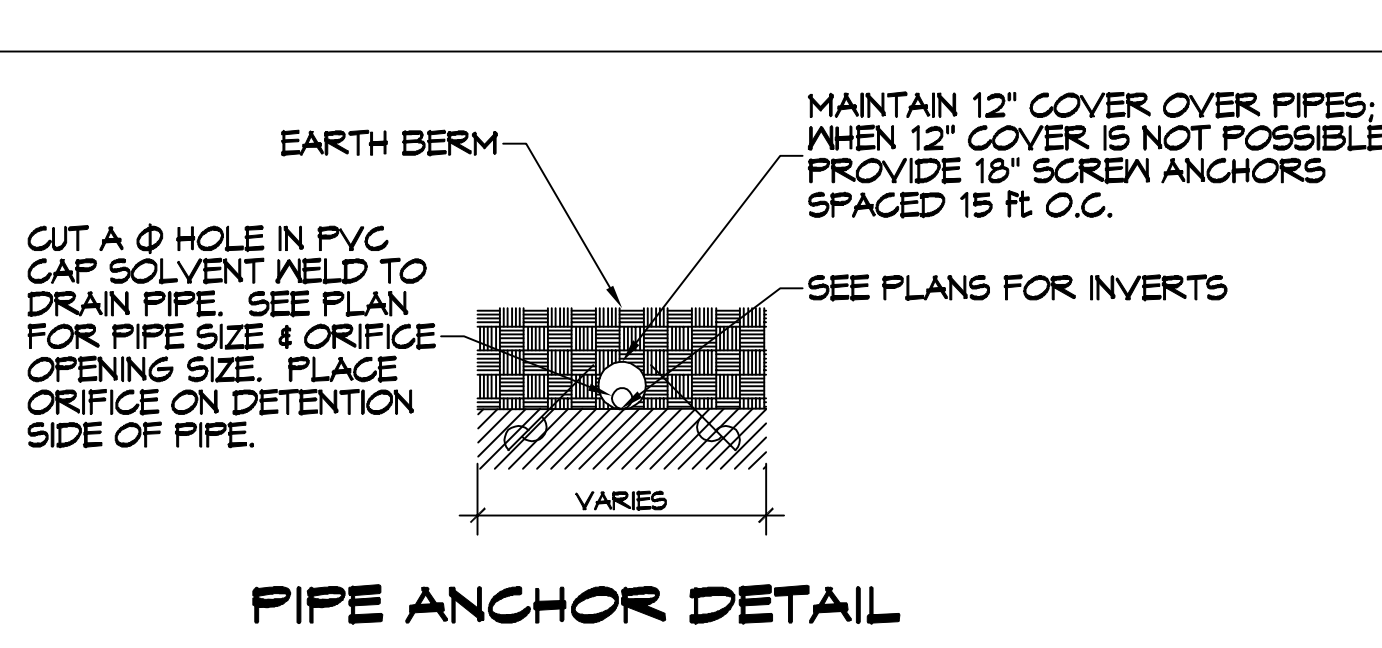 EARTH BERM
MAINTAIN 12" COVER OVER PIPES;
WHEN 12" COVER IS NOT POSSIBLE
PROVIDE 18" SCREW ANCHORS
SPACED 15 ft O.C.
CUT A Φ HOLE IN PVC
CAP SOLVENT WELD TO
DRAIN PIPE. SEE PLAN
FOR PIPE SIZE & ORIFICE
OPENING SIZE. PLACE
ORIFICE ON DETENTION
SIDE OF PIPE.
SEE PLANS FOR INVERTS
VARIES
PIPE ANCHOR DETAIL